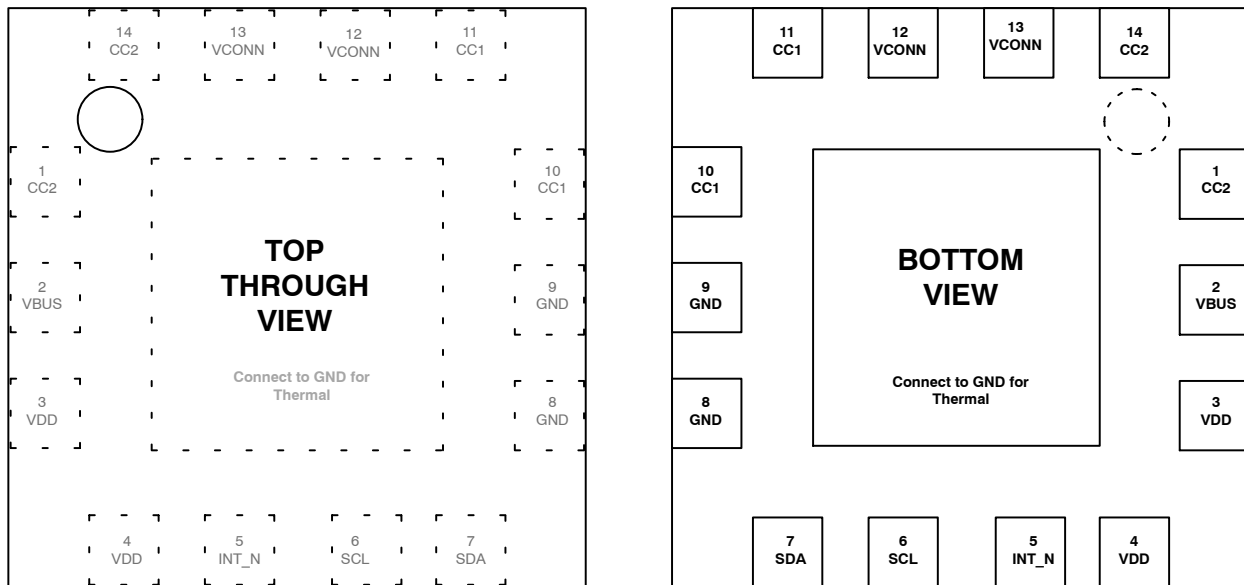 14
CC2
13
VCONN
12
VCONN
11
CC1
1
CC2
10
CC1
TOP
THROUGH
VIEW
2
VBUS
9
GND
Connect to GND for
Thermal
3
VDD
8
GND
4
VDD
5
INT_N
6
SCL
7
SDA
11
CC1
12
VCONN
13
VCONN
14
CC2
10
CC1
1
CC2
BOTTOM
VIEW
9
GND
2
VBUS
Connect to GND for
Thermal
8
GND
3
VDD
7
SDA
6
SCL
5
INT_N
4
VDD